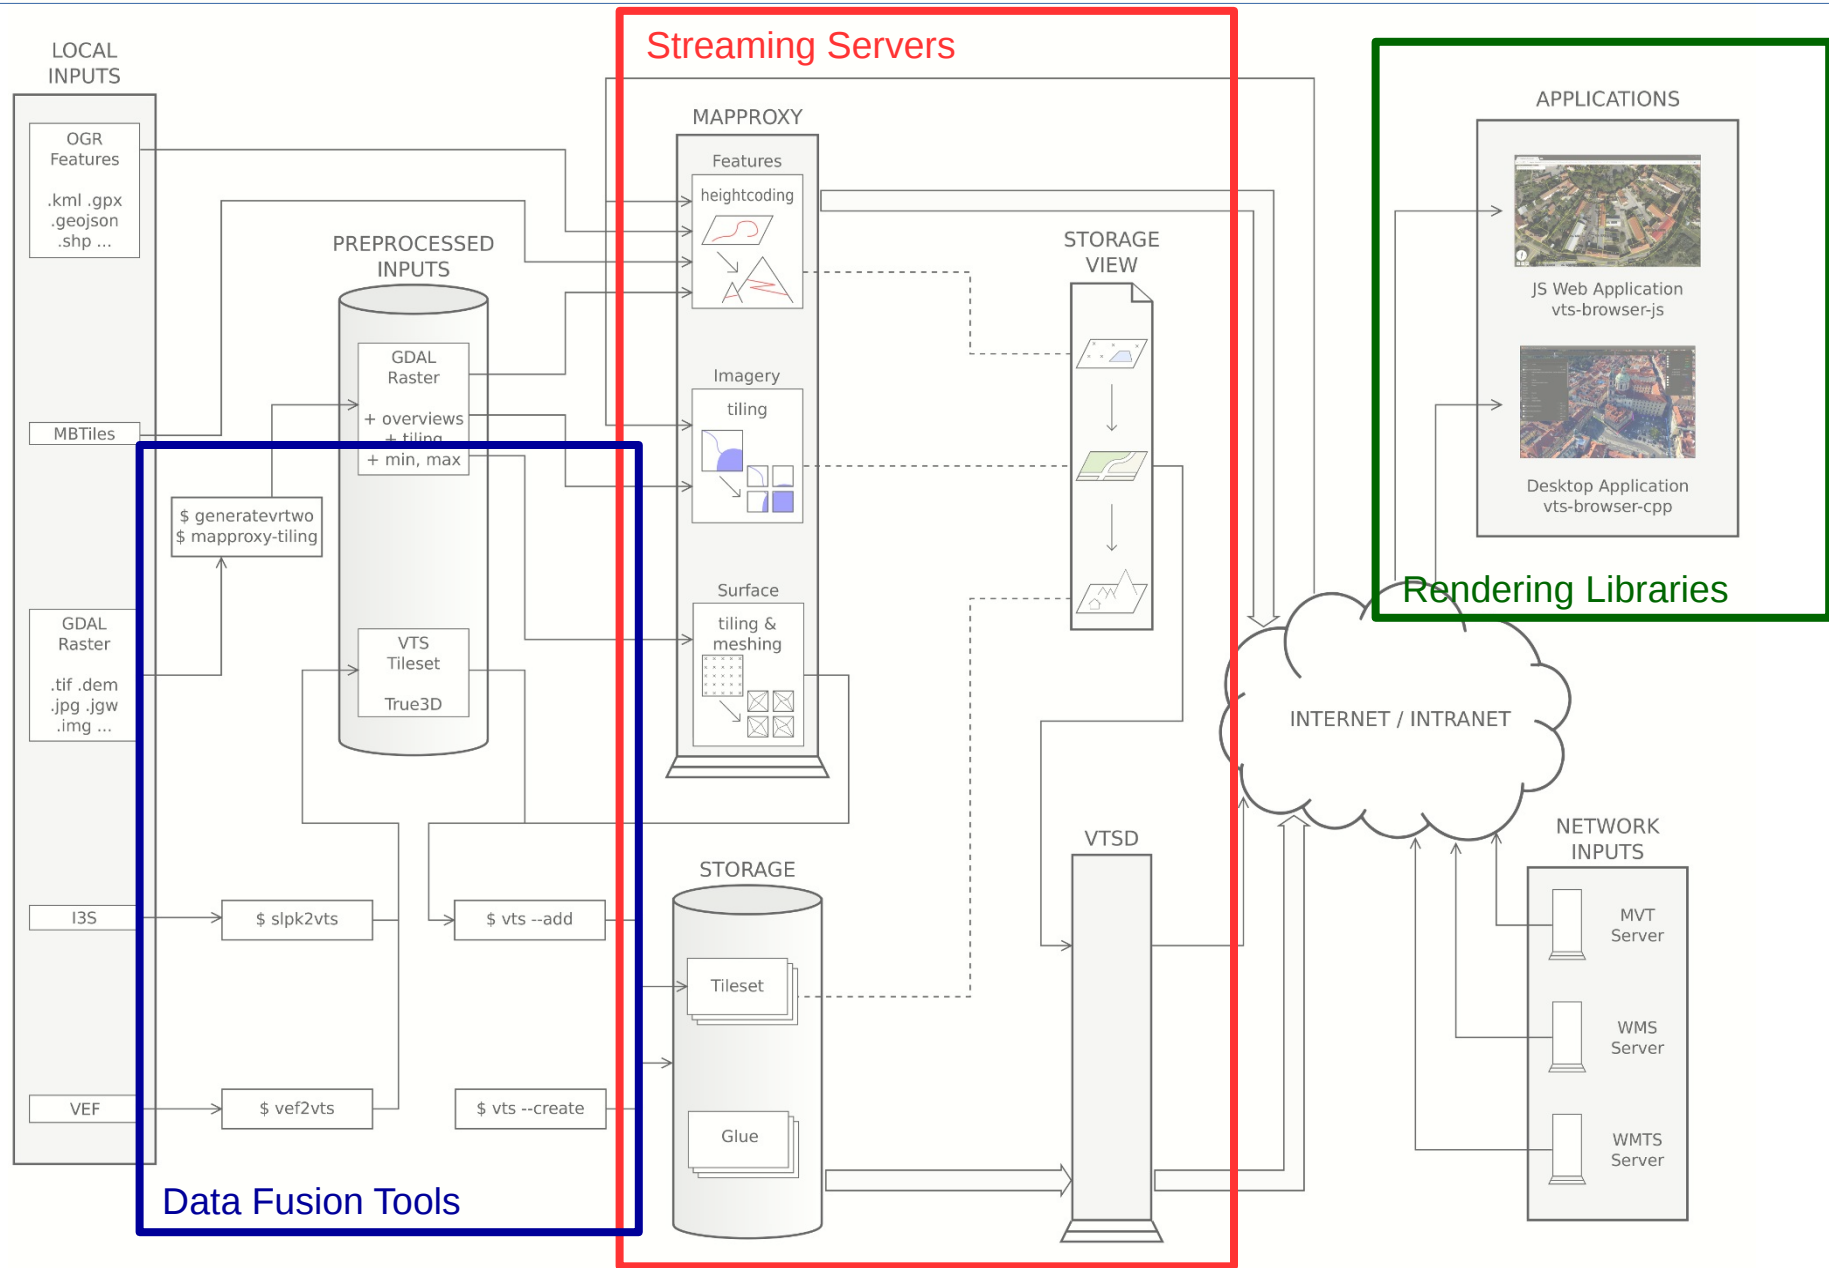 Streaming Servers
LOCAL
INPUTS
OGR
Features
.kml .gpx
.geojson
.shp ...
MBTiles
GDAL
Raster
.tif .dem
.jpg .jgw
.img ...
I3S
VEF
PREPROCESSED
INPUTS
GDAL
Raster
+ overviews
+ tiling
+ min, max
VTS
Tileset
True3D
$ generatevrtwo
$ mapproxy-tiling
$ slpk2vts
$ vts --add
$ vef2vts
$ vts --create
Data Fusion Tools
MAPPROXY
Features
heightcoding
Imagery
tiling
Surface
tiling &
meshing
STORAGE
Tileset
Glue
STORAGE
VIEW
VTSD
APPLICATIONS
JS Web Application
vts-browser-js
Desktop Application
vts-browser-cpp
Rendering Libraries
INTERNET / INTRANET
NETWORK
INPUTS
MVT
Server
WMS
Server
WMTS
Server